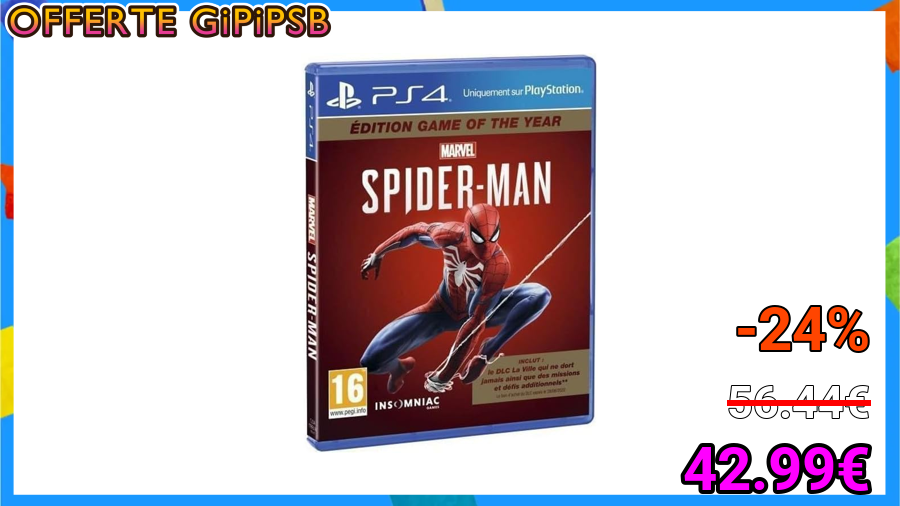 OFFERTE GiPiPSB
PS4
Uniquement sur PlayStation
ÉDITION GAME OF THE YEAR
MARVEL
SPIDER-MAN
PS4
MARVEL
SPIDER-MAN
INCLUT :
le DLC La Ville qui ne dort
jamais ainsi que des missions
et défis additionnels**
16
www.pegi.info
INSOMNIAC
GAMES
-24%
56.44€
42.99€